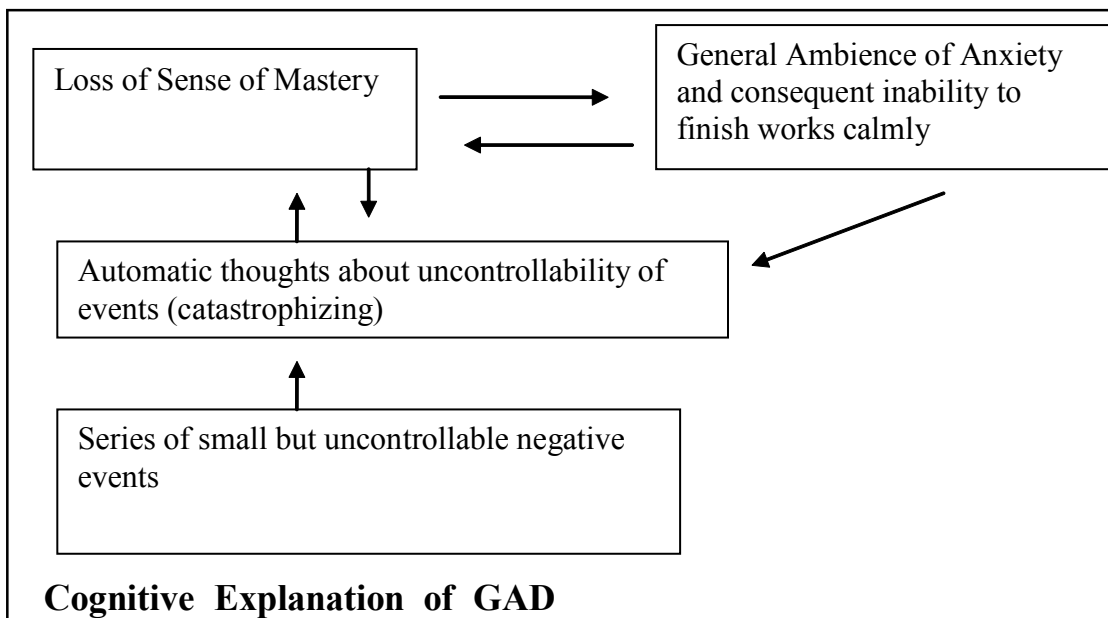 Loss of Sense of Mastery
General Ambience of Anxiety
and consequent inability to
finish works calmly
Automatic thoughts about uncontrollability of
events (catastrophizing)
Series of small but uncontrollable negative
events
Cognitive Explanation of GAD